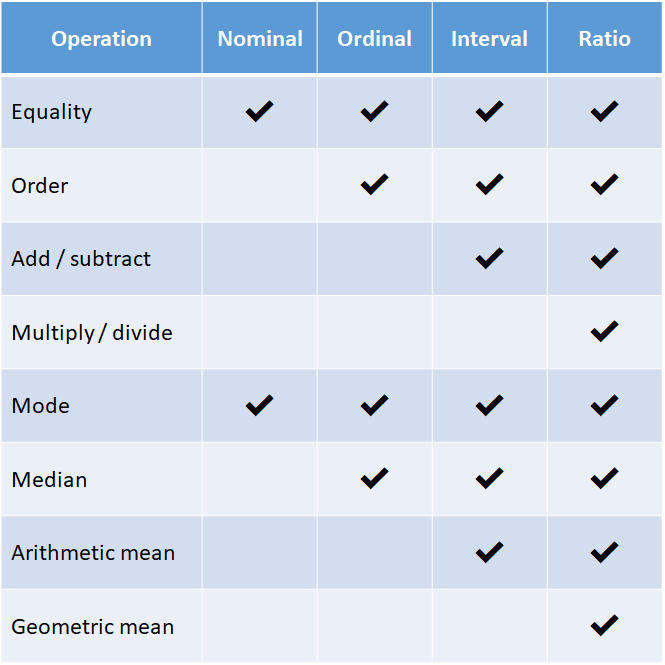 Operation Nominal Ordinal Interval Ratio
Equality ✔ ✔ ✔ ✔
Order ✔ ✔ ✔
Add / subtract ✔ ✔
Multiply / divide ✔
Mode ✔ ✔ ✔ ✔
Median ✔ ✔ ✔
Arithmetic mean ✔ ✔
Geometric mean ✔